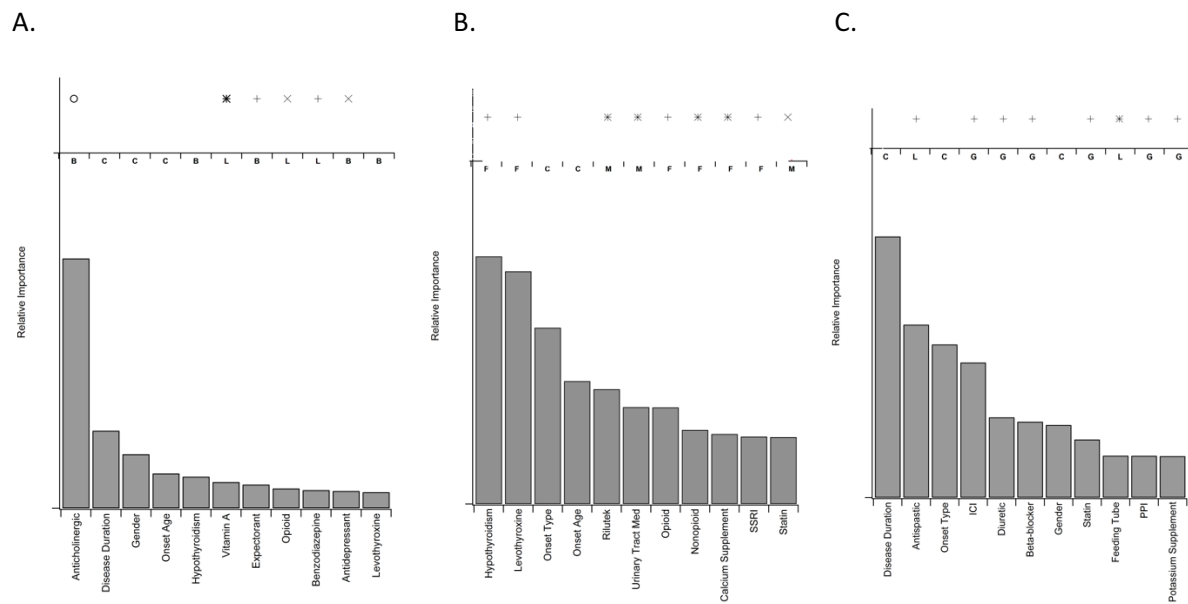 A.
B C C C B L B L L B B
Relative Importance
Anticholinergic
Disease Duration
Gender
Onset Age
Hypothyroidism
Vitamin A
Expectorant
Opioid
Benzodiazepine
Antidepressant
Levothyroxine
B.
F F C C M M F F F F M
Relative Importance
Hypothyroidism
Levothyroxine
Onset Type
Onset Age
Rilutek
Urinary Tract Med
Opioid
Nonopioid
Calcium Supplement
SSRI
Statin
C.
C L C G G G C G L G G
Relative Importance
Disease Duration
Antispastic
Onset Type
ICI
Diuretic
Beta-blocker
Gender
Statin
Feeding Tube
PPI
Potassium Supplement